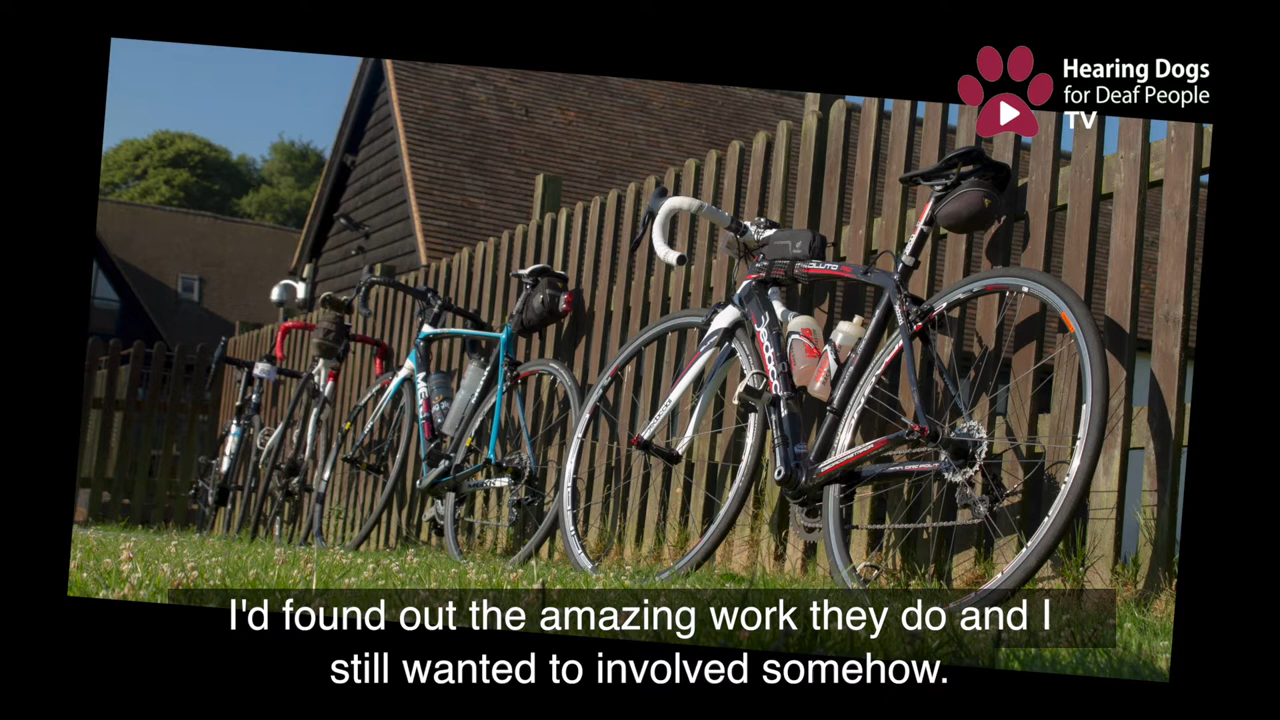 Hearing Dogs
for Deaf People
TV
I'd found out the amazing work they do and I
still wanted to involved somehow.